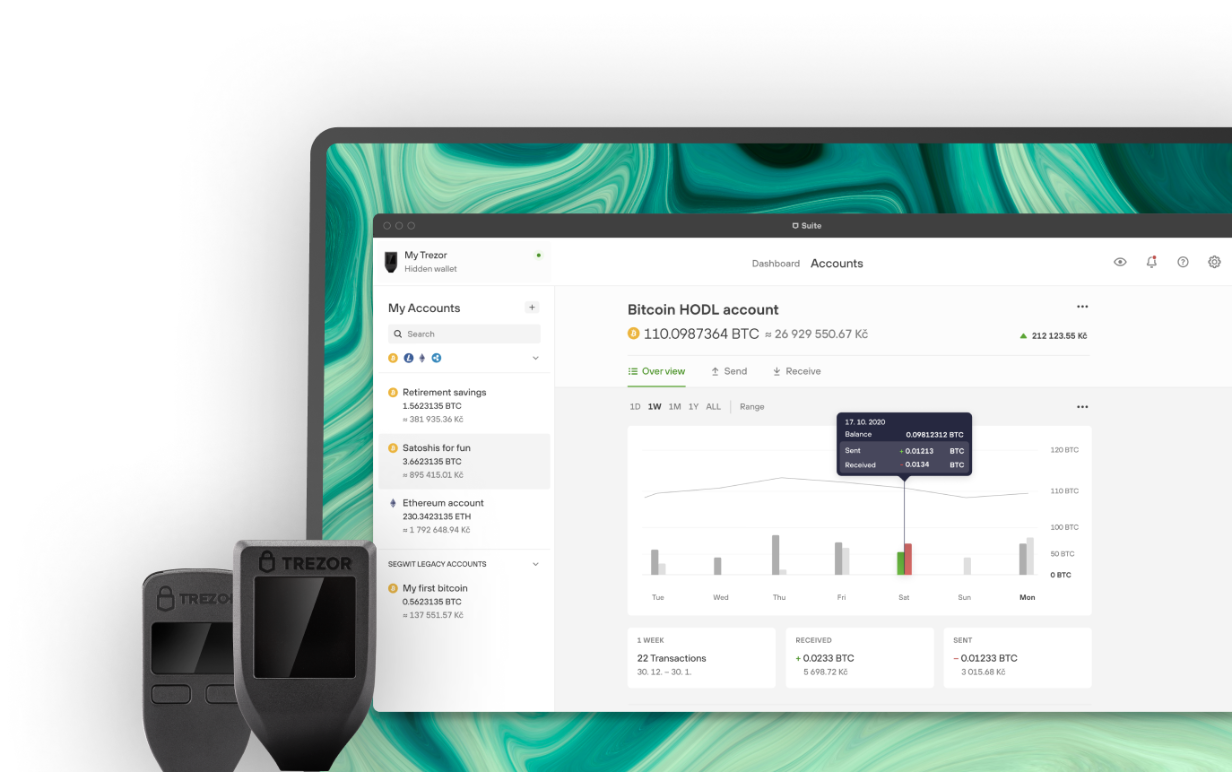 Suite
My Trezor
Hidden wallet
Dashboard Accounts
My Accounts +
Search
Retirement savings
1.5623135 BTC
≈ 381 935.36 Kč
Satoshis for fun
3.6623135 BTC
≈ 895 415.01 Kč
Ethereum account
230.3423135 ETH
≈ 1 792 648.94 Kč
SEGWIT LEGACY ACCOUNTS
My first bitcoin
0.5623135 BTC
≈ 137 551.57 Kč
Bitcoin HODL account
110.0987364 BTC ≈ 26 929 550.67 Kč
212 123.55 Kč
Overview Send Receive
1D 1W 1M 1Y ALL Range
17. 10. 2020
Balance 0.09812312 BTC
Sent + 0.01213 BTC
Received - 0.0134 BTC
120 BTC
110 BTC
100 BTC
50 BTC
0 BTC
Tue Wed Thu Fri Sat Sun Mon
1 WEEK
22 Transactions
30. 12. – 30. 1.
RECEIVED
+ 0.0233 BTC
5 698.72 Kč
SENT
– 0.01233 BTC
3 015.68 Kč
TREZOR
TREZOR